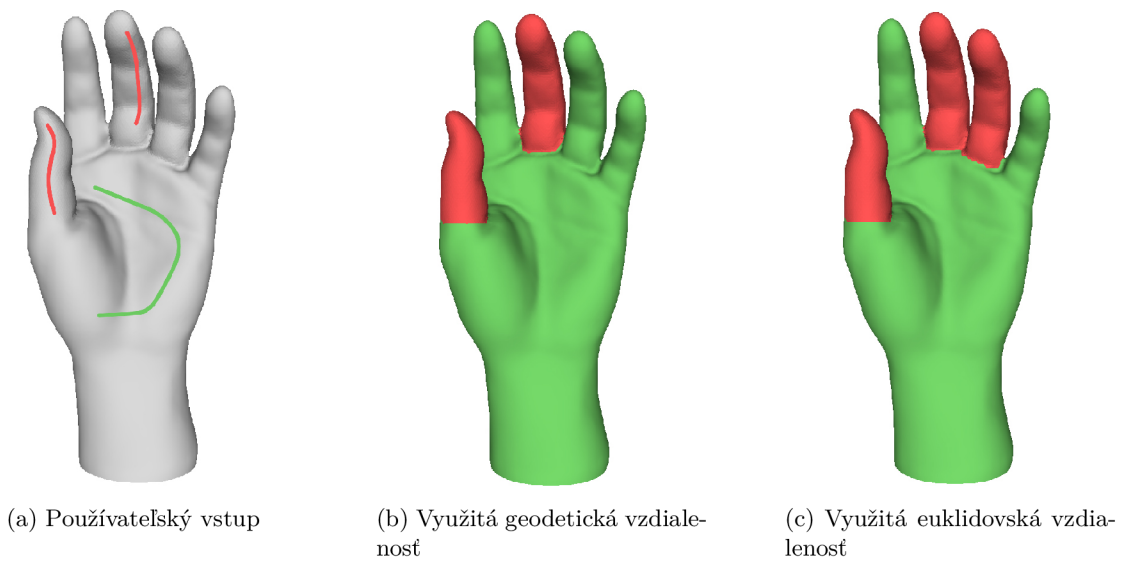 (a) Používateľský vstup
(b) Využitá geodetická vzdiale-
nosť
(c) Využitá euklidovská vzdia-
lenosť